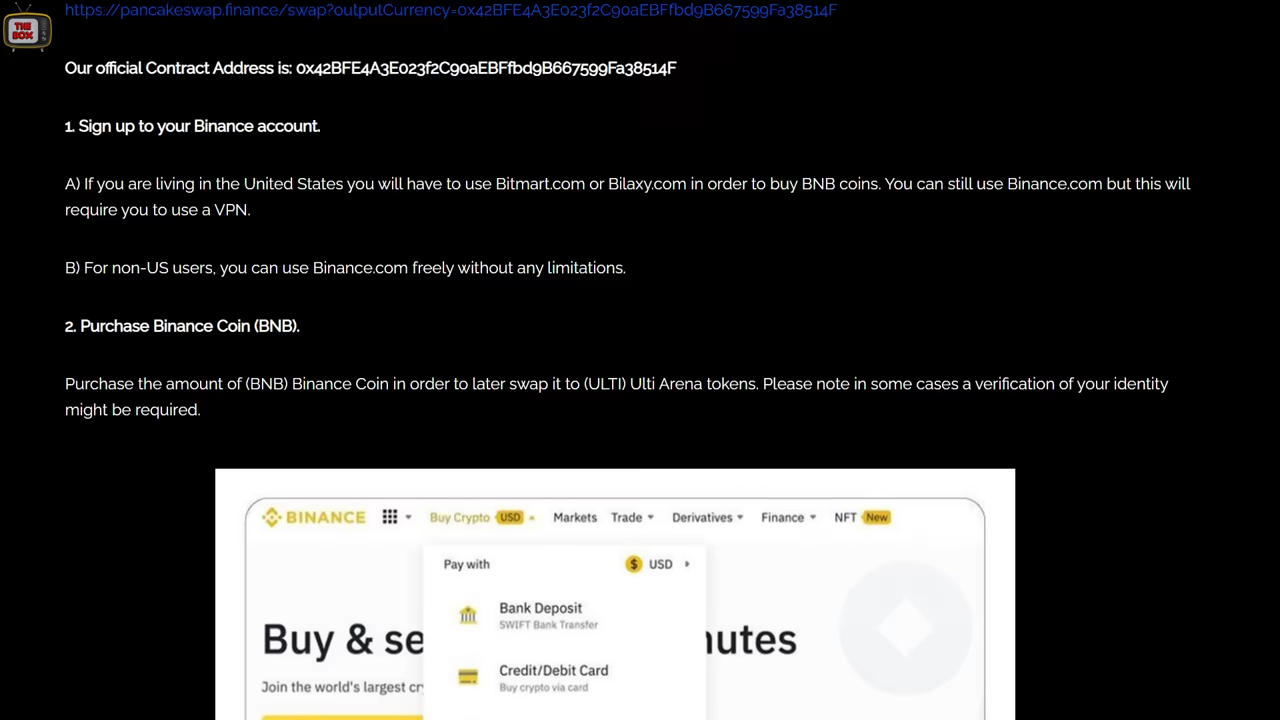 https://pancakeswap.finance/swap?outputCurrency=0x42BFE4A3E023f2C90aEBFfbd9B667599Fa38514F
THE
BOX
Our official Contract Address is: 0x42BFE4A3E023f2C90aEBFfbd9B667599Fa38514F
1. Sign up to your Binance account.
A) If you are living in the United States you will have to use Bitmart.com or Bilaxy.com in order to buy BNB coins. You can still use Binance.com but this will
require you to use a VPN.
B) For non-US users, you can use Binance.com freely without any limitations.
2. Purchase Binance Coin (BNB).
Purchase the amount of (BNB) Binance Coin in order to later swap it to (ULTI) Ulti Arena tokens. Please note in some cases a verification of your identity
might be required.
BINANCE Buy Crypto USD Markets Trade Derivatives Finance NFT New
Pay with USD
Bank Deposit
SWIFT Bank Transfer
Buy & se nutes
Credit/Debit Card
Join the world's largest cr Buy crypto via card